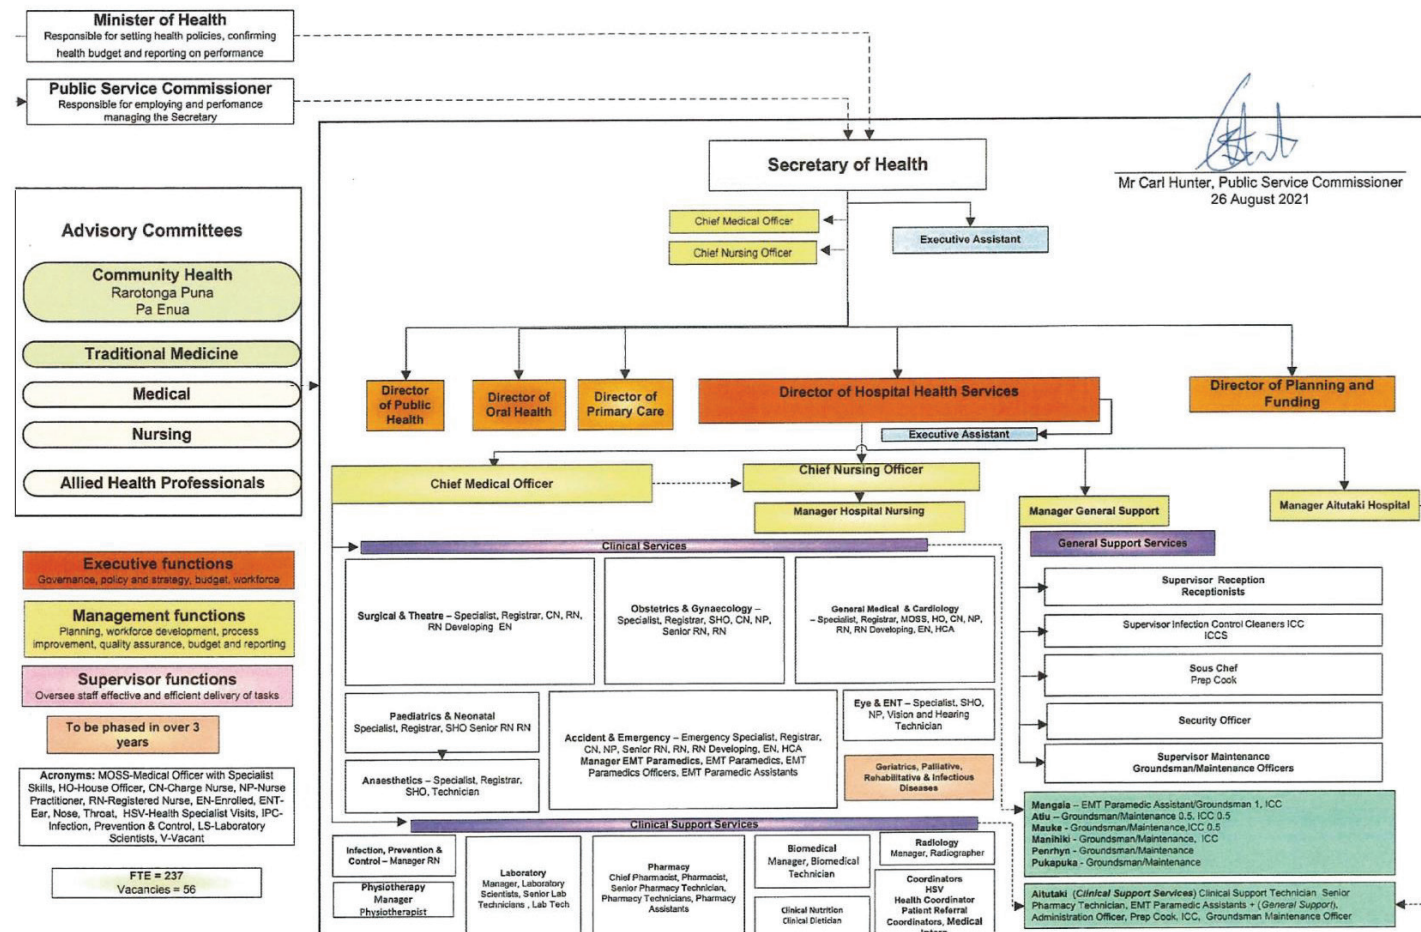 Minister of Health
Responsible for setting health policies, confirming
health budget and reporting on performance
Public Service Commissioner
Responsible for employing and perfomance
managing the Secretary
Secretary of Health
Mr Carl Hunter, Public Service Commissioner
26 August 2021
Chief Medical Officer
Chief Nursing Officer
Executive Assistant
Advisory Committees
Community Health
Rarotonga Puna
Pa Enua
Traditional Medicine
Medical
Nursing
Allied Health Professionals
Director
of Public
Health
Director of
Oral Health
Director of
Primary Care
Director of Hospital Health Services
Director of Planning and
Funding
Executive Assistant
Chief Medical Officer
Chief Nursing Officer
Manager Hospital Nursing
Manager General Support
Manager Aitutaki Hospital
Executive functions
Governance, policy and strategy, budget, workforce
Management functions
Planning, workforce development, process
improvement, quality assurance, budget and reporting
Supervisor functions
Oversee staff effective and efficient delivery of tasks
To be phased in over 3
years
Acronyms: MOSS-Medical Officer with Specialist
Skills, HO-House Officer, CN-Charge Nurse, NP-Nurse
Practitioner, RN-Registered Nurse, EN-Enrolled, ENT-
Ear, Nose, Throat, HSV-Health Specialist Visits, IPC-
Infection, Prevention & Control, LS-Laboratory
Scientists, V-Vacant
FTE = 237
Vacancies = 56
Clinical Services
Surgical & Theatre – Specialist, Registrar, CN, RN,
RN Developing EN
Obstetrics & Gynaecology –
Specialist, Registrar, SHO, CN, NP,
Senior RN, RN
General Medical & Cardiology
– Specialist, Registrar, MOSS, HO, CN, NP,
RN, RN Developing, EN, HCA
Paediatrics & Neonatal
Specialist, Registrar, SHO Senior RN RN
Anaesthetics – Specialist, Registrar,
SHO, Technician
Accident & Emergency – Emergency Specialist, Registrar,
CN, NP, Senior RN, RN, RN Developing, EN, HCA
Manager EMT Paramedics, EMT Paramedics, EMT
Paramedics Officers, EMT Paramedic Assistants
Eye & ENT – Specialist, SHO,
NP, Vision and Hearing
Technician
Geriatrics, Palliative,
Rehabilitative & Infectious
Diseases
Clinical Support Services
Infection, Prevention &
Control – Manager RN
Physiotherapy
Manager
Physiotherapist
Laboratory
Manager, Laboratory
Scientists, Senior Lab
Technicians , Lab Tech
Pharmacy
Chief Pharmacist, Pharmacist,
Senior Pharmacy Technician,
Pharmacy Technicians, Pharmacy
Assistants
Biomedical
Manager, Biomedical
Technician
Clinical Nutrition
Clinical Dietician
Radiology
Manager, Radiographer
Coordinators
HSV
Health Coordinator
Patient Referral
Coordinators, Medical
Intern
General Support Services
Supervisor Reception
Receptionists
Supervisor Infection Control Cleaners ICC
ICCS
Sous Chef
Prep Cook
Security Officer
Supervisor Maintenance
Groundsman/Maintenance Officers
Mangaia – EMT Paramedic Assistant/Groundsman 1, ICC
Atiu – Groundsman/Maintenance 0.5, ICC 0.5
Mauke - Groundsman/Maintenance,ICC 0.5
Manihiki - Groundsman/Maintenance, ICC
Penrhyn - Groundsman/Maintenance
Pukapuka - Groundsman/Maintenance
Aitutaki (Clinical Support Services) Clinical Support Technician Senior
Pharmacy Technician, EMT Paramedic Assistants + (General Support),
Administration Officer, Prep Cook, ICC, Groundsman Maintenance Officer